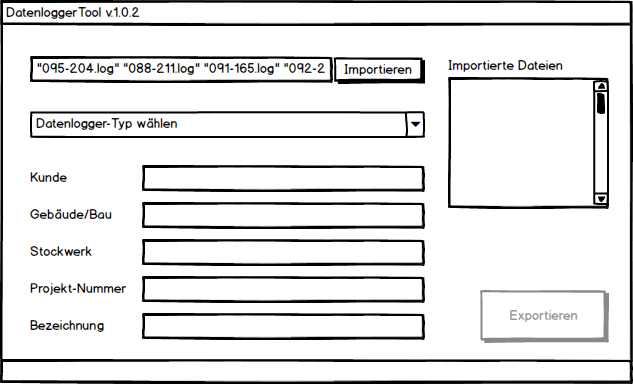 Datenlogger Tool v.1.0.2
"095-204.log" "088-211.log" "091-165.log" "092-2
Importieren
Importierte Dateien
Datenlogger-Typ wählen
Kunde
Gebäude/Bau
Stockwerk
Projekt-Nummer
Bezeichnung
Exportieren